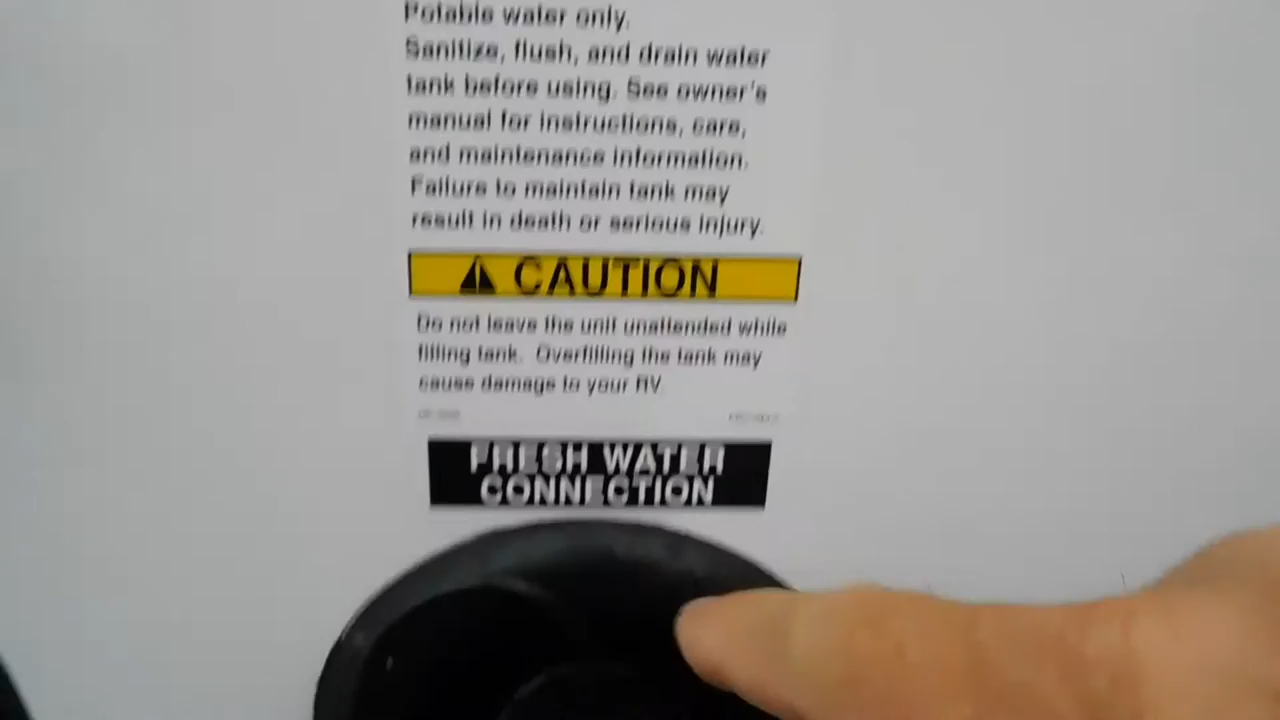 Potable water only.
Sanitize, flush, and drain water
tank before using. See owner's
manual for instructions, care,
and maintenance information.
Failure to maintain tank may
result in death or serious injury.
CAUTION
Do not leave the unit unattended while
filling tank. Overfilling the tank may
cause damage to your RV.
FRESH WATER
CONNECTION